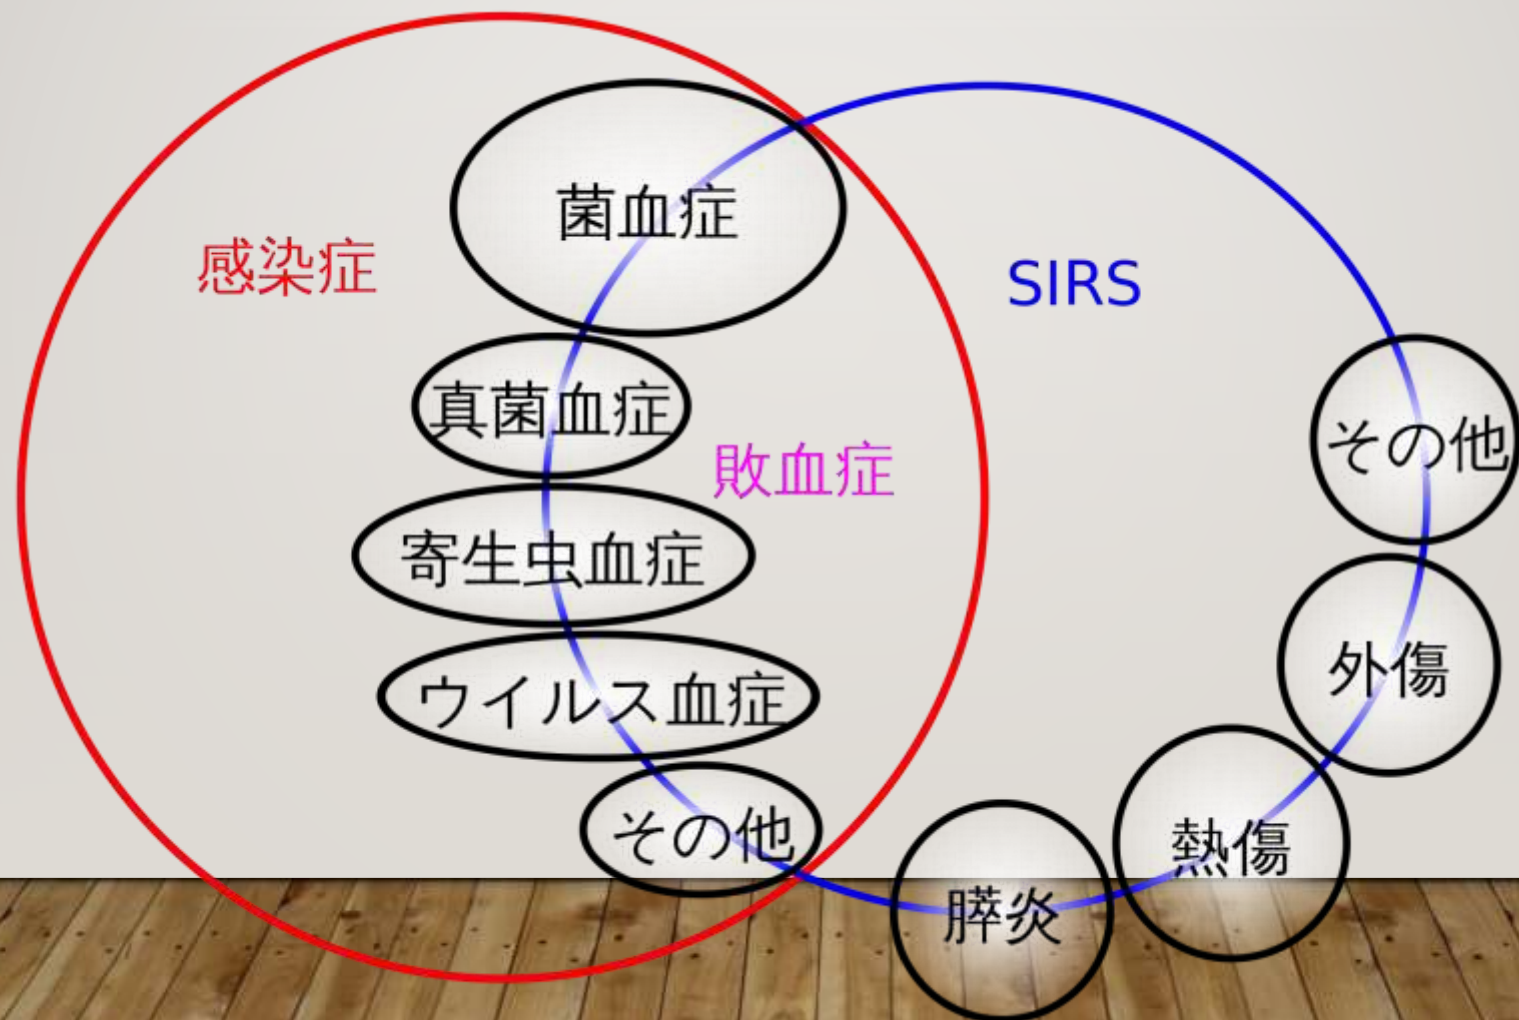 菌血症
感染症
SIRS
真菌血症
敗血症
その他
寄生虫血症
外傷
ウイルス血症
その他
熱傷
膵炎